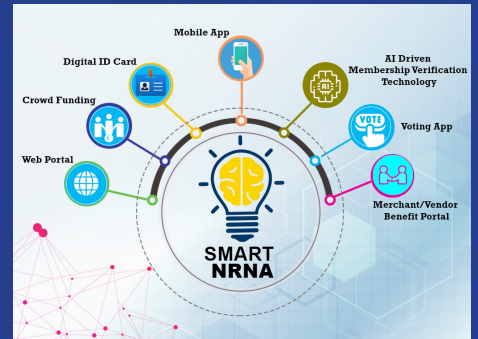 Mobile App
Digital ID Card
AI Driven
Membership Verification
Technology
Crowd Funding
AI
VOTE
Voting App
Web Portal
Merchant/Vendor
Benefit Portal
SMART
NRNA